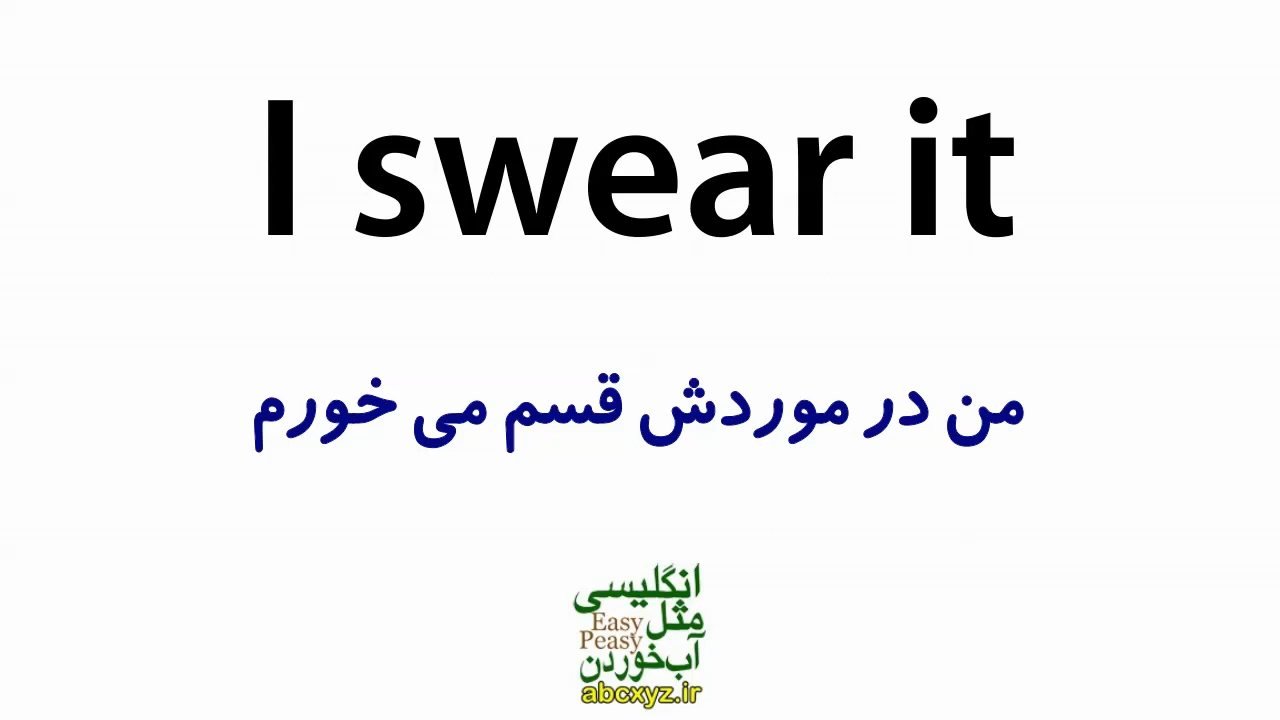 I swear it
من در موردش قسم می خورم
انگلیسی
مثل
Easy
Peasy
آب‌خوردن
abcxyz.ir